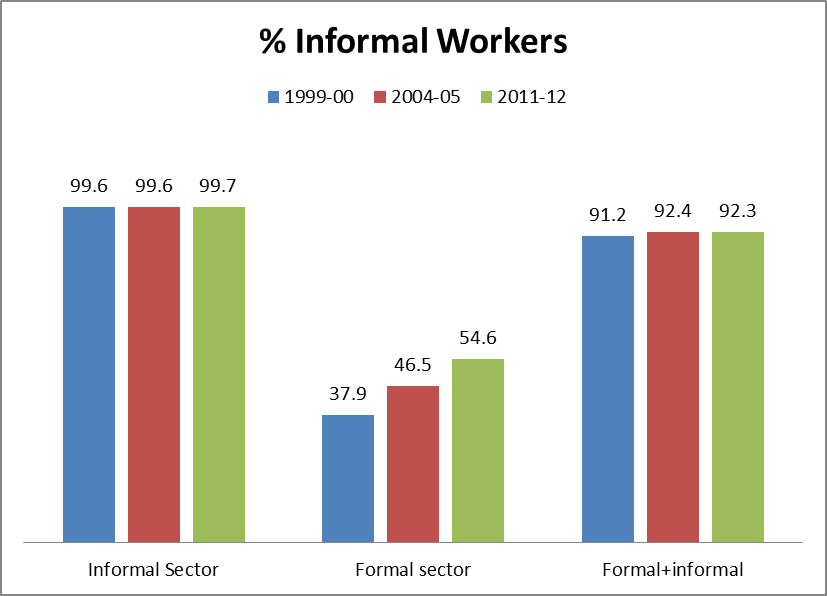 % Informal Workers
1999-00 2004-05 2011-12
99.6 99.6 99.7
37.9 46.5 54.6
91.2 92.4 92.3
Informal Sector Formal sector Formal+informal